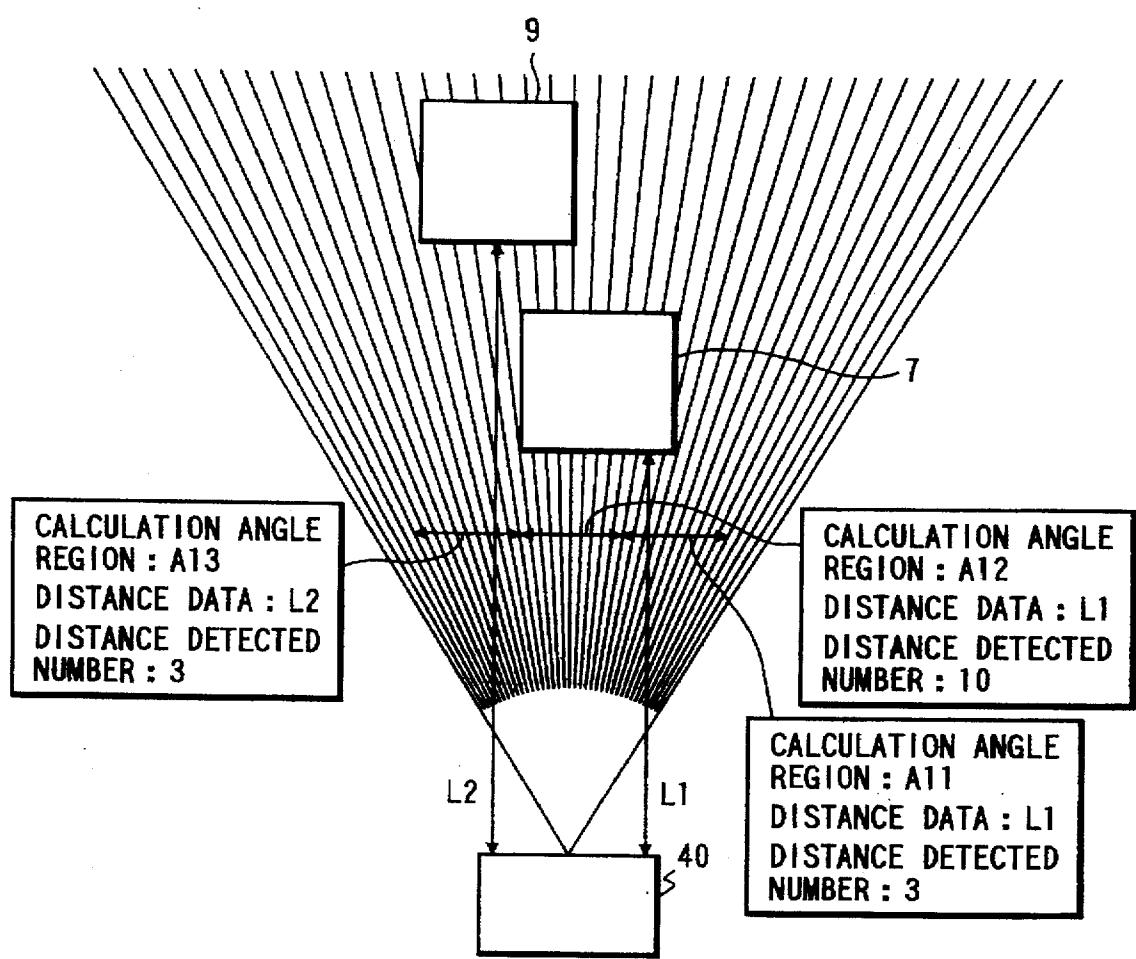 9
7
CALCULATION ANGLE
REGION : A13
DISTANCE DATA : L2
DISTANCE DETECTED
NUMBER : 3
CALCULATION ANGLE
REGION : A12
DISTANCE DATA : L1
DISTANCE DETECTED
NUMBER : 10
CALCULATION ANGLE
REGION : A11
DISTANCE DATA : L1
DISTANCE DETECTED
NUMBER : 3
L2
L1
40